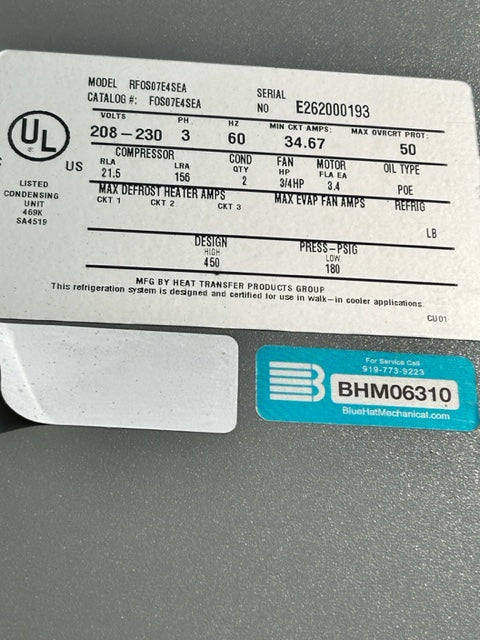 MODEL RFOS07E4SEA
CATALOG #: FOS07E4SEA
SERIAL NO E262000193
VOLTS PH. HZ MIN CKT AMPS: MAX OVRCRT PROT:
208-230 3 60 34.67 50
COMPRESSOR COND FAN MOTOR OIL TYPE
RLA LRA QTY HP FLA EA
21.5 156 2 3/4HP 3.4 POE
MAX DEFROST HEATER AMPS MAX EVAP FAN AMPS REFRIG
CKT 1 CKT 2 CKT 3
LB
DESIGN PRESS-PSIG
HIGH LOW
450 180
MFG BY HEAT TRANSFER PRODUCTS GROUP
This refrigeration system is designed and certified for use in walk-in cooler applications.
CU01
C UL US
LISTED
CONDENSING
UNIT
469K
SA4519
For Service Call
919-773-9223
BHM06310
BlueHatMechanical.com